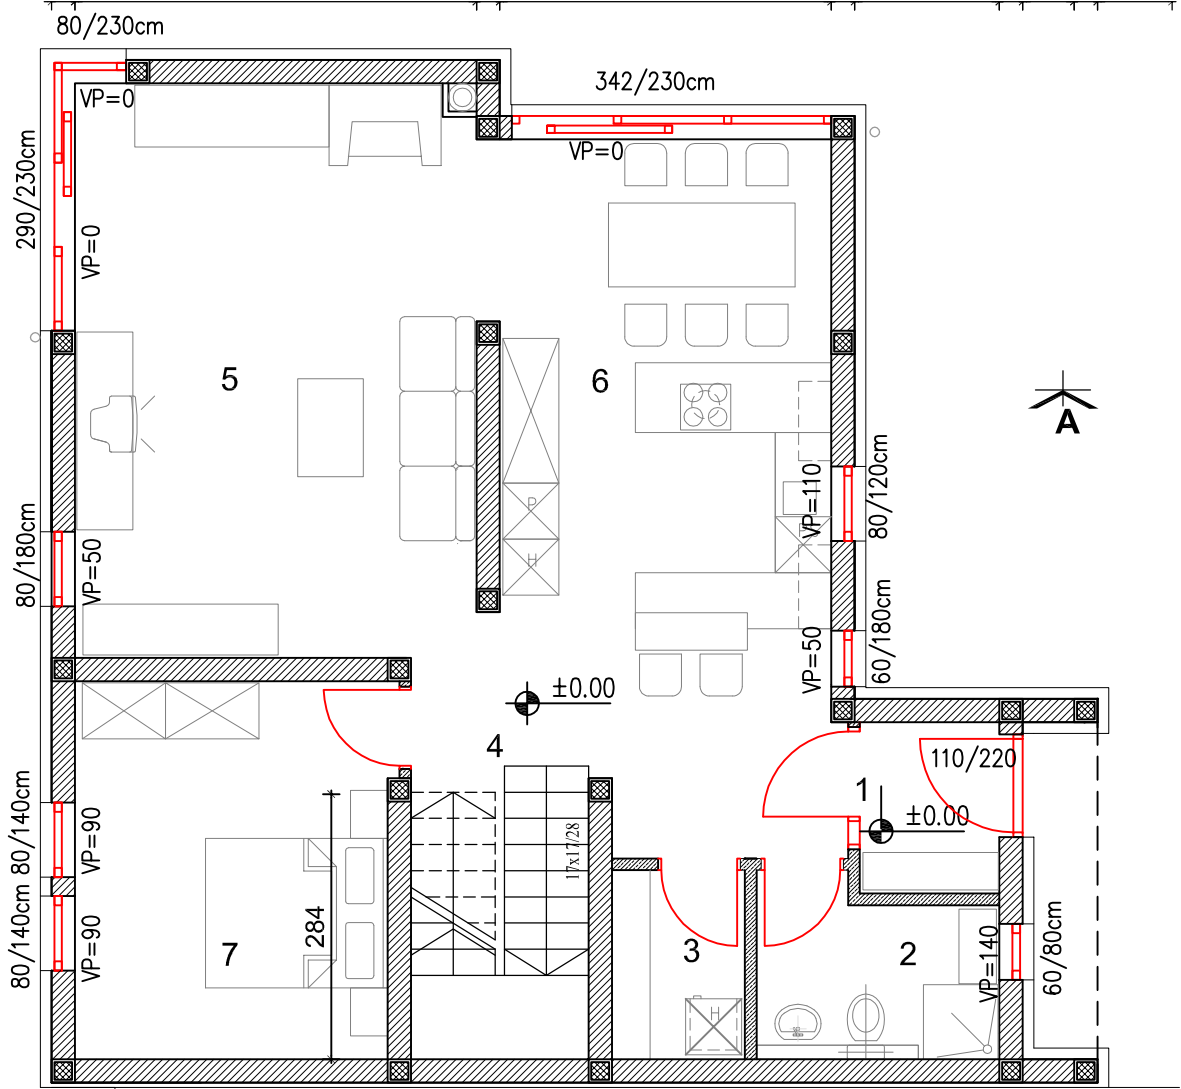 80/230cm
342/230cm
VP=0
VP=0
290/230cm
VP=0
5
6
A
P
H
VP=110
80/120cm
80/180cm
VP=50
60/180cm
VP=50
±0.00
4
110/220
1
±0.00
80/140cm
VP=90
17x17/28
284
80/140cm
VP=90
7
3
2
VP=140
60/80cm
H